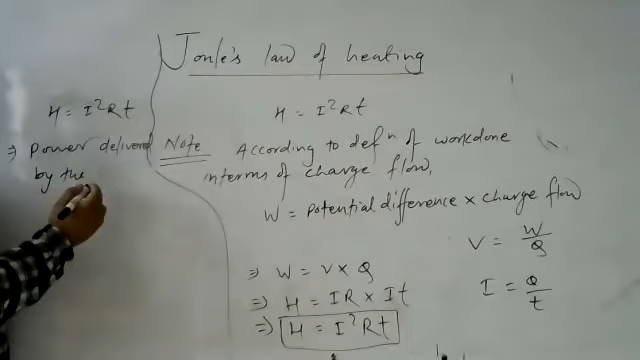 Joule's law of heating
H = I²Rt
⇒ Power delivered
by the
H = I²Rt
Note According to defⁿ of workdone
interms of charge flow,
W = potential difference × charge flow
V = W/Q
⇒ W = V × Q
I = Q/t
⇒ H = IR × It
⇒ H = I²Rt